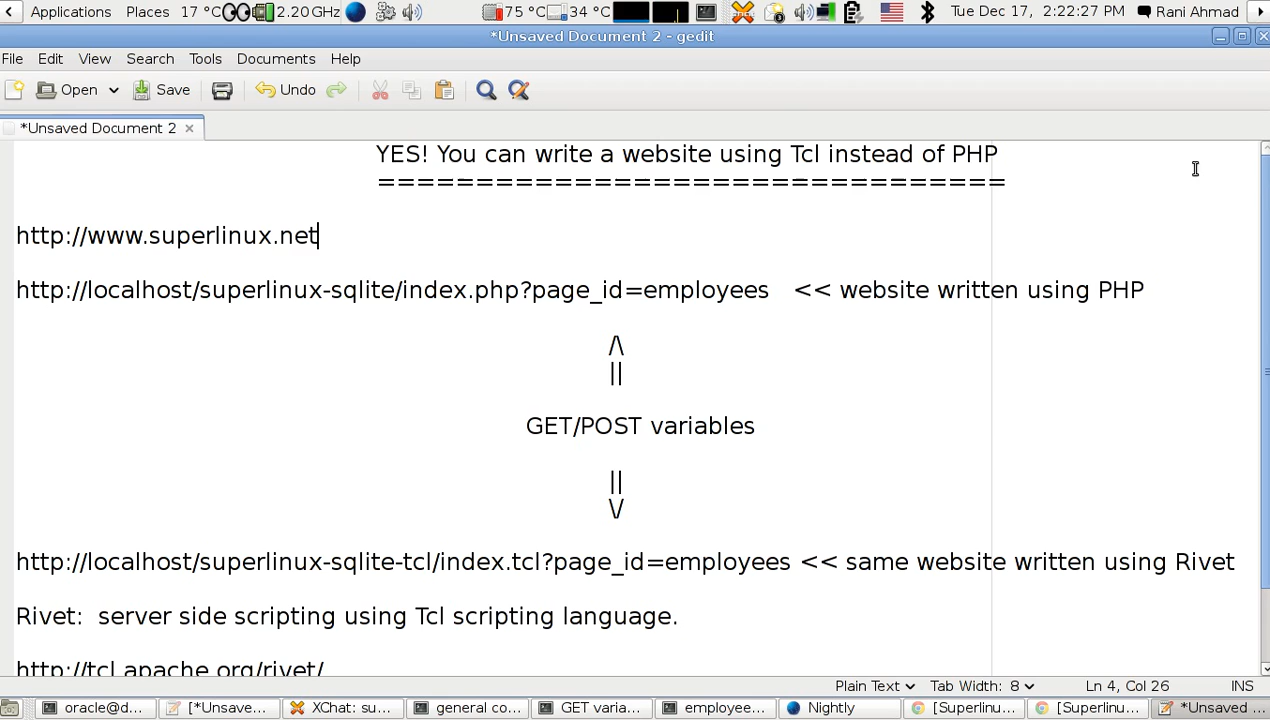 Applications Places 17 °C 2.20 GHz 75 °C 34 °C Tue Dec 17, 2:22:27 PM Rani Ahmad
*Unsaved Document 2 - gedit
File Edit View Search Tools Documents Help
Open Save Undo
*Unsaved Document 2
YES! You can write a website using Tcl instead of PHP
================================
http://www.superlinux.net
http://localhost/superlinux-sqlite/index.php?page_id=employees << website written using PHP
/\
||
GET/POST variables
||
\/
http://localhost/superlinux-sqlite-tcl/index.tcl?page_id=employees << same website written using Rivet
Rivet: server side scripting using Tcl scripting language.
http://tcl.apache.org/rivet/
Plain Text Tab Width: 8 Ln 4, Col 26 INS
oracle@d... [*Unsave... XChat: su... general co... GET varia... employee... Nightly [Superlinu... [Superlinu... *Unsaved ...